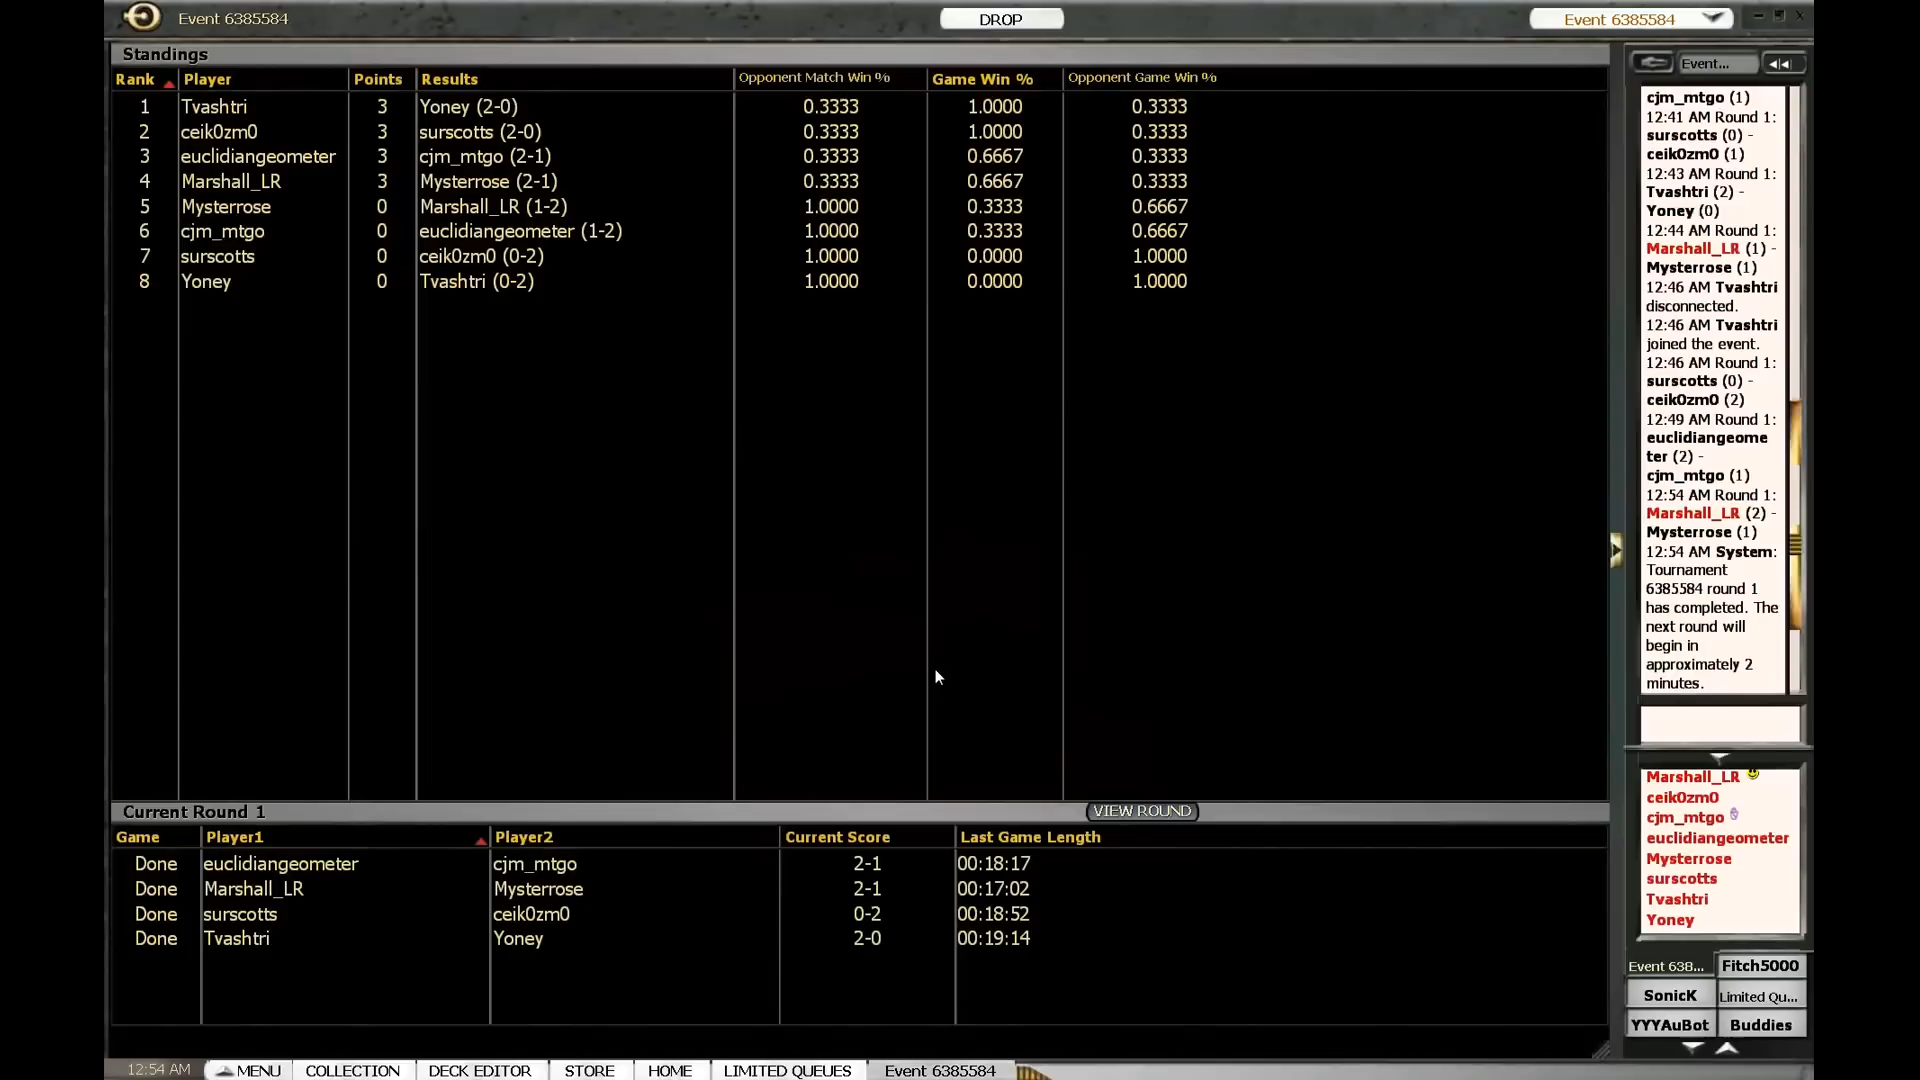 Event 6385584
DROP
Event 6385584
Standings
Rank Player Points Results Opponent Match Win % Game Win % Opponent Game Win %
1 Tvashtri 3 Yoney (2-0) 0.3333 1.0000 0.3333
2 ceik0zm0 3 surscotts (2-0) 0.3333 1.0000 0.3333
3 euclidiangeometer 3 cjm_mtgo (2-1) 0.3333 0.6667 0.3333
4 Marshall_LR 3 Mysterrose (2-1) 0.3333 0.6667 0.3333
5 Mysterrose 0 Marshall_LR (1-2) 1.0000 0.3333 0.6667
6 cjm_mtgo 0 euclidiangeometer (1-2) 1.0000 0.3333 0.6667
7 surscotts 0 ceik0zm0 (0-2) 1.0000 0.0000 1.0000
8 Yoney 0 Tvashtri (0-2) 1.0000 0.0000 1.0000
Current Round 1
VIEW ROUND
Game Player1 Player2 Current Score Last Game Length
Done euclidiangeometer cjm_mtgo 2-1 00:18:17
Done Marshall_LR Mysterrose 2-1 00:17:02
Done surscotts ceik0zm0 0-2 00:18:52
Done Tvashtri Yoney 2-0 00:19:14
Event...
cjm_mtgo (1)
12:41 AM Round 1:
surscotts (0) -
ceik0zm0 (1)
12:43 AM Round 1:
Tvashtri (2) -
Yoney (0)
12:44 AM Round 1:
Marshall_LR (1) -
Mysterrose (1)
12:46 AM Tvashtri
disconnected.
12:46 AM Tvashtri
joined the event.
12:46 AM Round 1:
surscotts (0) -
ceik0zm0 (2)
12:49 AM Round 1:
euclidiangeome
ter (2) -
cjm_mtgo (1)
12:54 AM Round 1:
Marshall_LR (2) -
Mysterrose (1)
12:54 AM System:
Tournament
6385584 round 1
has completed. The
next round will
begin in
approximately 2
minutes.
Marshall_LR
ceik0zm0
cjm_mtgo
euclidiangeometer
Mysterrose
surscotts
Tvashtri
Yoney
Event 638... Fitch5000
SonicK Limited Qu...
YYYAuBot Buddies
12:54 AM MENU COLLECTION DECK EDITOR STORE HOME LIMITED QUEUES Event 6385584